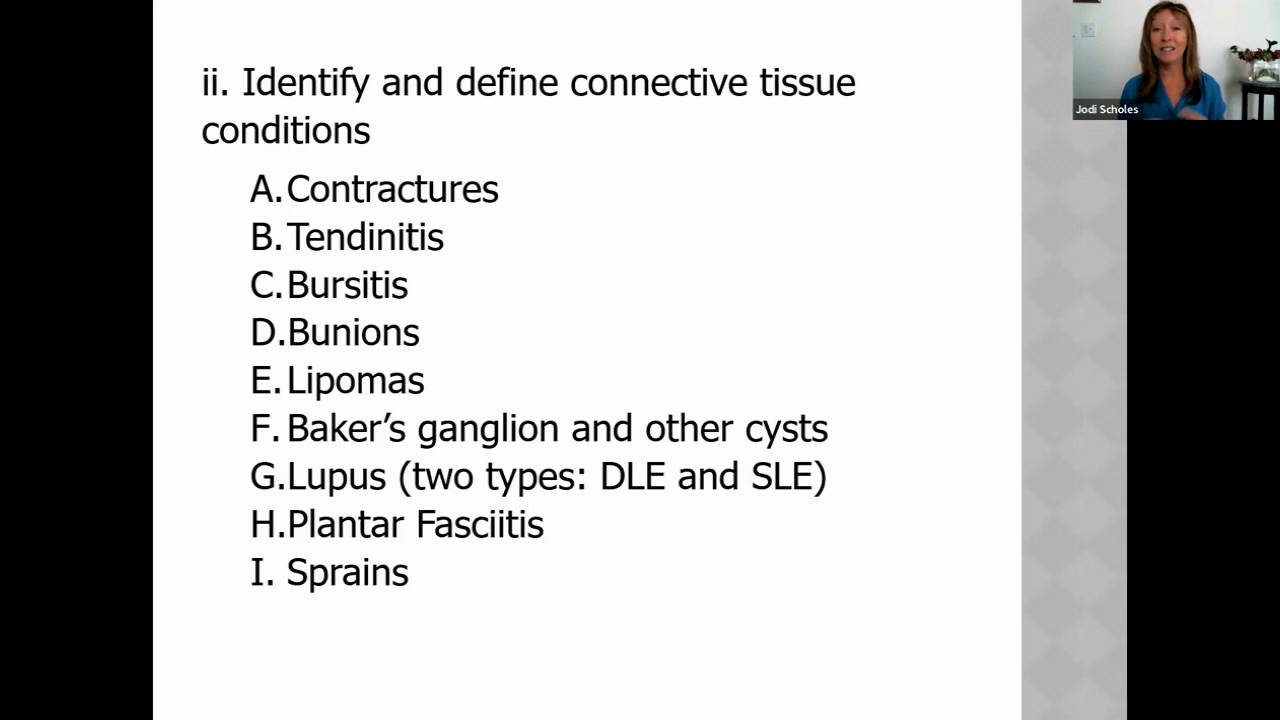 ii. Identify and define connective tissue
conditions
A. Contractures
B. Tendinitis
C. Bursitis
D. Bunions
E. Lipomas
F. Baker’s ganglion and other cysts
G. Lupus (two types: DLE and SLE)
H. Plantar Fasciitis
I. Sprains
Jodi Scholes